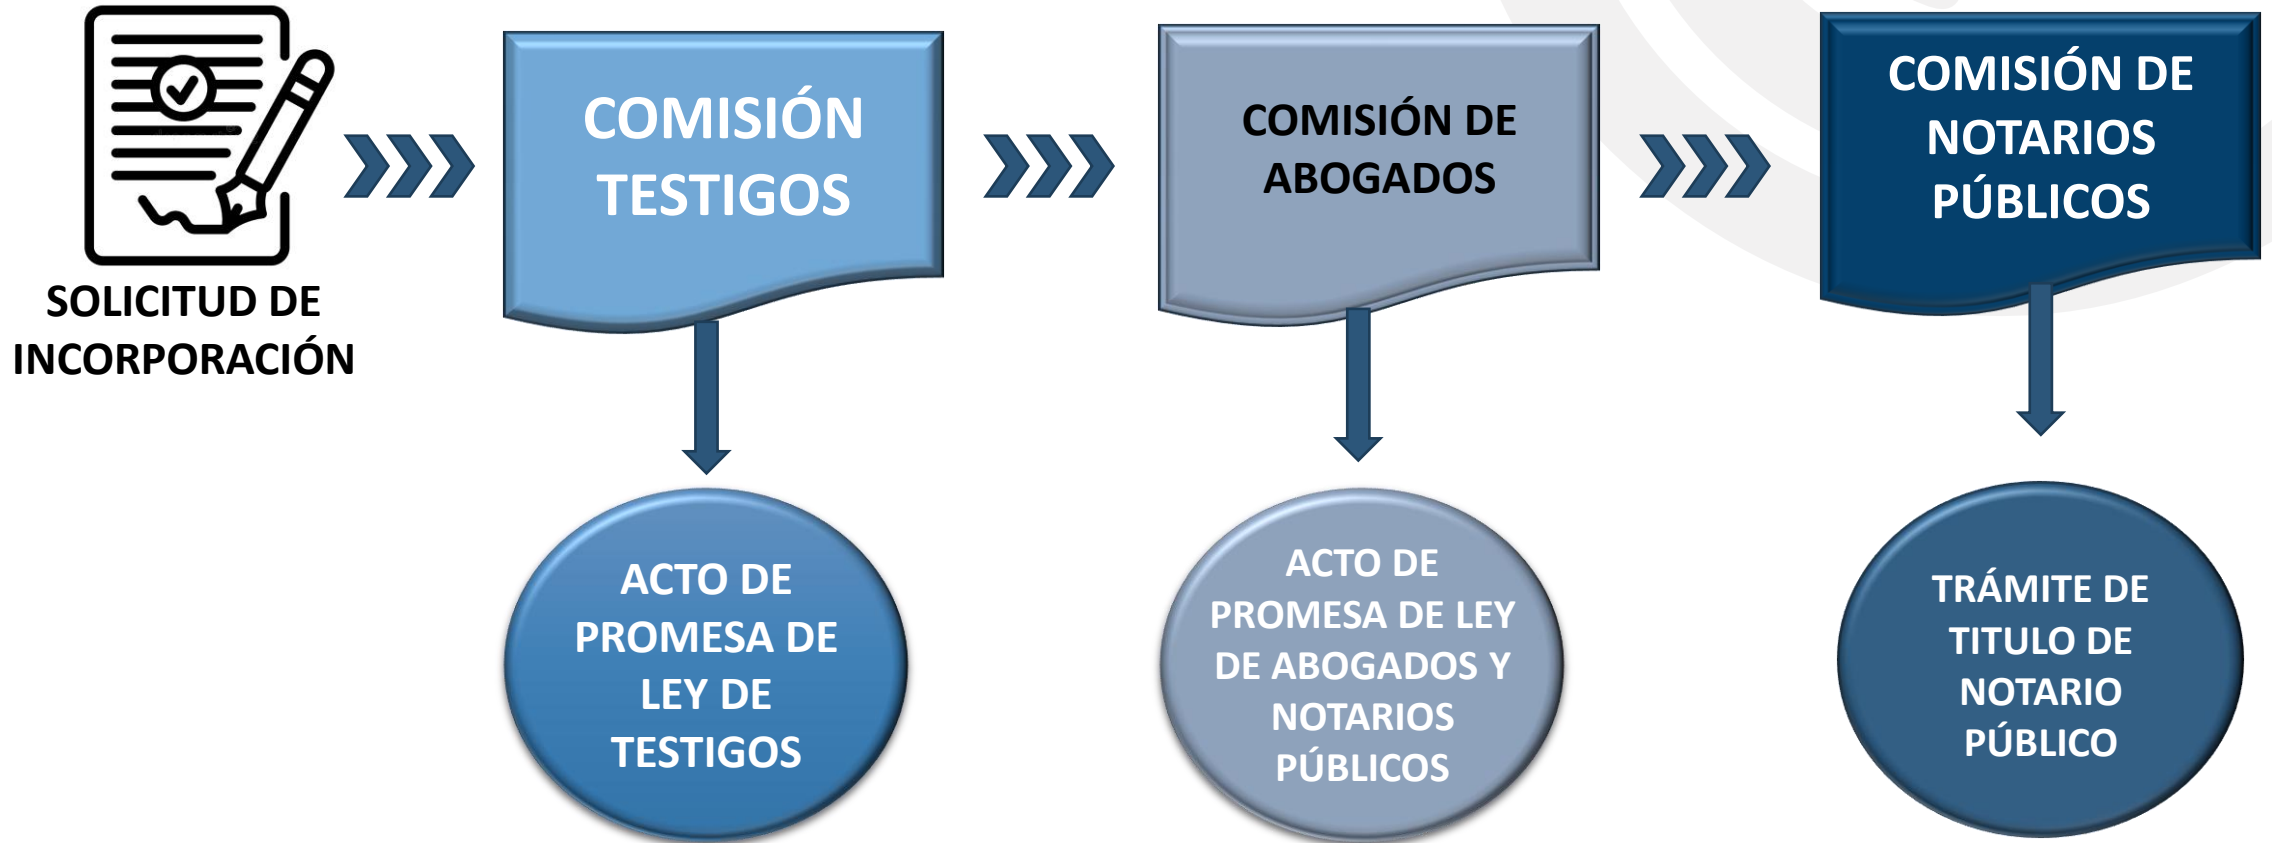 SOLICITUD DE
INCORPORACIÓN
COMISIÓN
TESTIGOS
COMISIÓN DE
ABOGADOS
COMISIÓN DE
NOTARIOS
PÚBLICOS
ACTO DE
PROMESA DE
LEY DE
TESTIGOS
ACTO DE
PROMESA DE LEY
DE ABOGADOS Y
NOTARIOS
PÚBLICOS
TRÁMITE DE
TITULO DE
NOTARIO
PÚBLICO